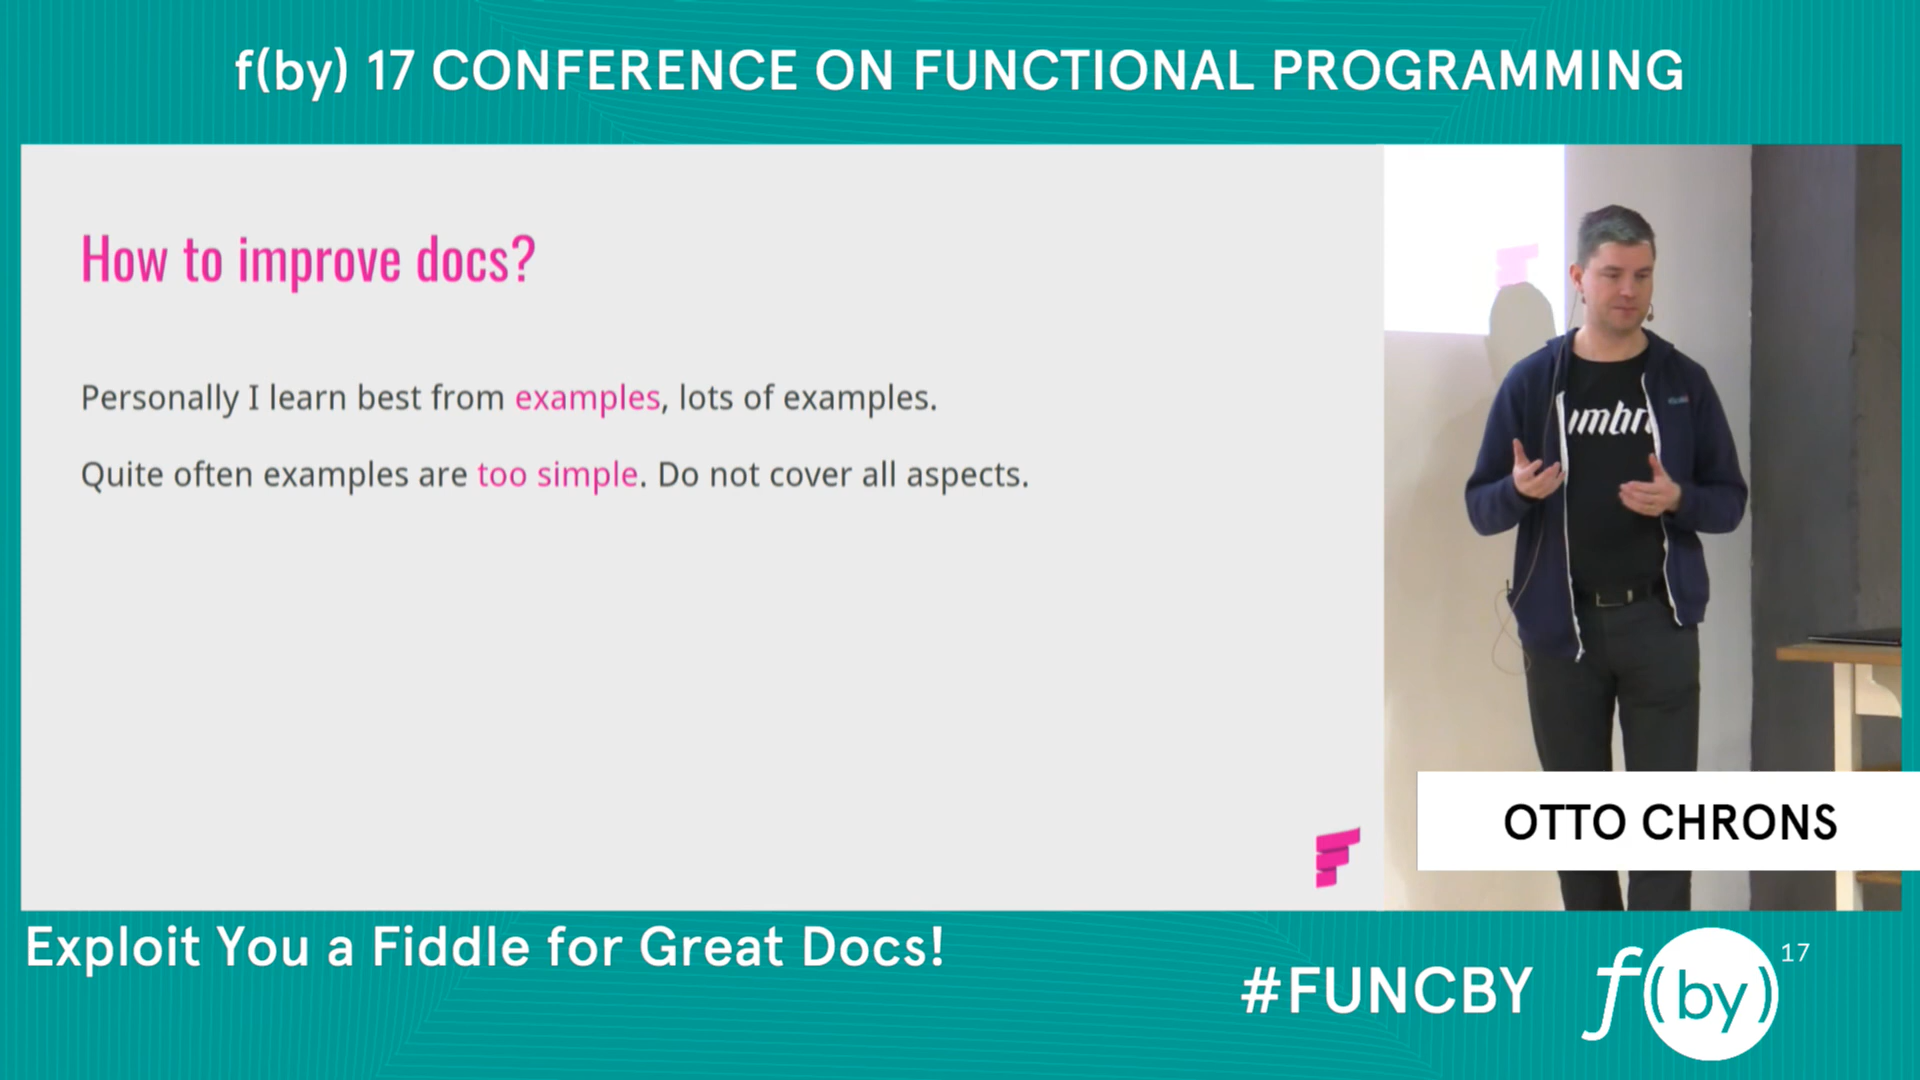 f(by) 17 CONFERENCE ON FUNCTIONAL PROGRAMMING
How to improve docs?
Personally I learn best from examples, lots of examples.
Quite often examples are too simple. Do not cover all aspects.
OTTO CHRONS
Exploit You a Fiddle for Great Docs!
#FUNCBY
f(by) 17